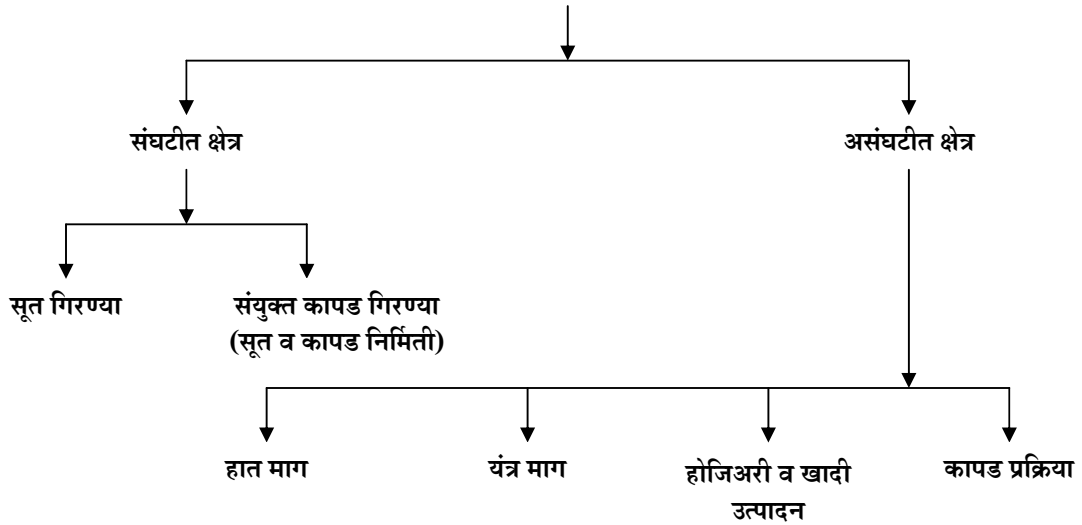 संघटीत क्षेत्र
असंघटीत क्षेत्र
सूत गिरण्या
संयुक्त कापड गिरण्या
(सूत व कापड निर्मिती)
हात माग
यंत्र माग
होजिअरी व खादी
उत्पादन
कापड प्रक्रिया